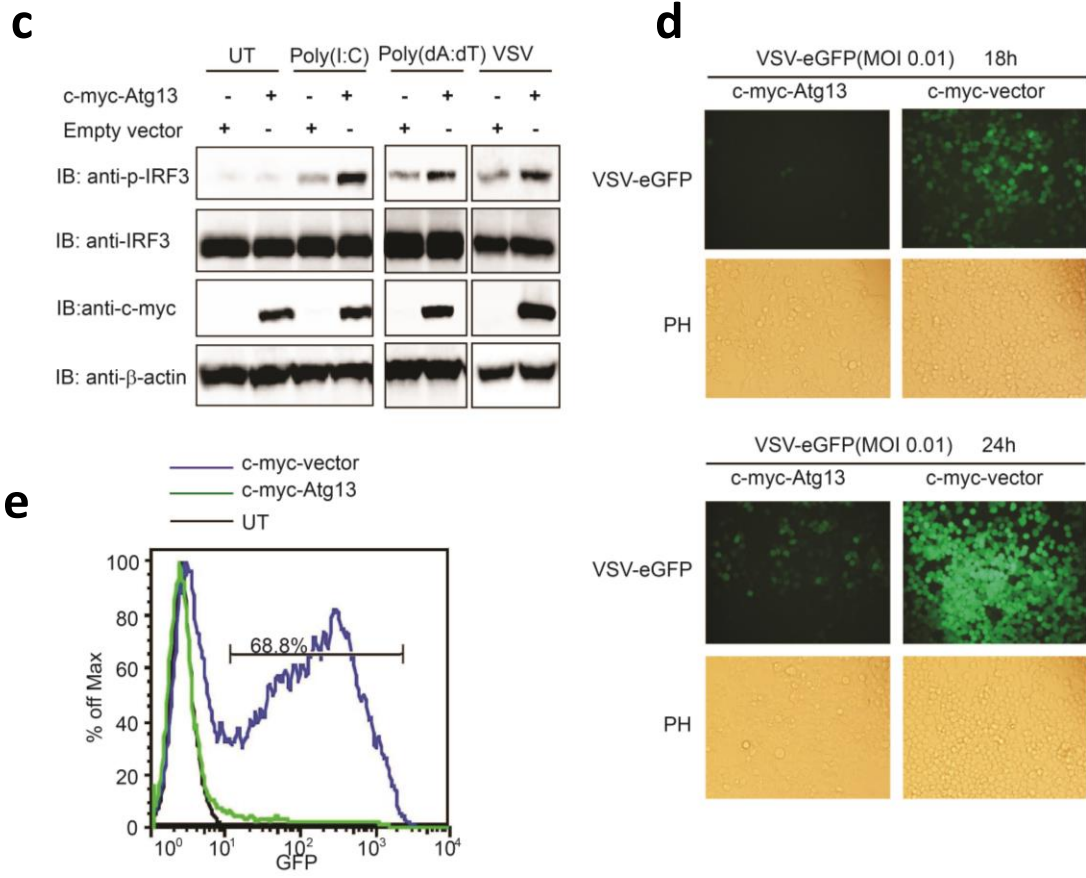 c
UT Poly(I:C) Poly(dA:dT) VSV
c-myc-Atg13 - + - + - + - +
Empty vector + - + - + - + -
IB: anti-p-IRF3
IB: anti-IRF3
IB:anti-c-myc
IB: anti-β-actin
d
VSV-eGFP(MOI 0.01) 18h
c-myc-Atg13 c-myc-vector
VSV-eGFP
PH
VSV-eGFP(MOI 0.01) 24h
c-myc-Atg13 c-myc-vector
VSV-eGFP
PH
e
c-myc-vector
c-myc-Atg13
UT
100
80
60
40
20
0
% off Max
68.8%
10⁰ 10¹ 10² 10³ 10⁴
GFP